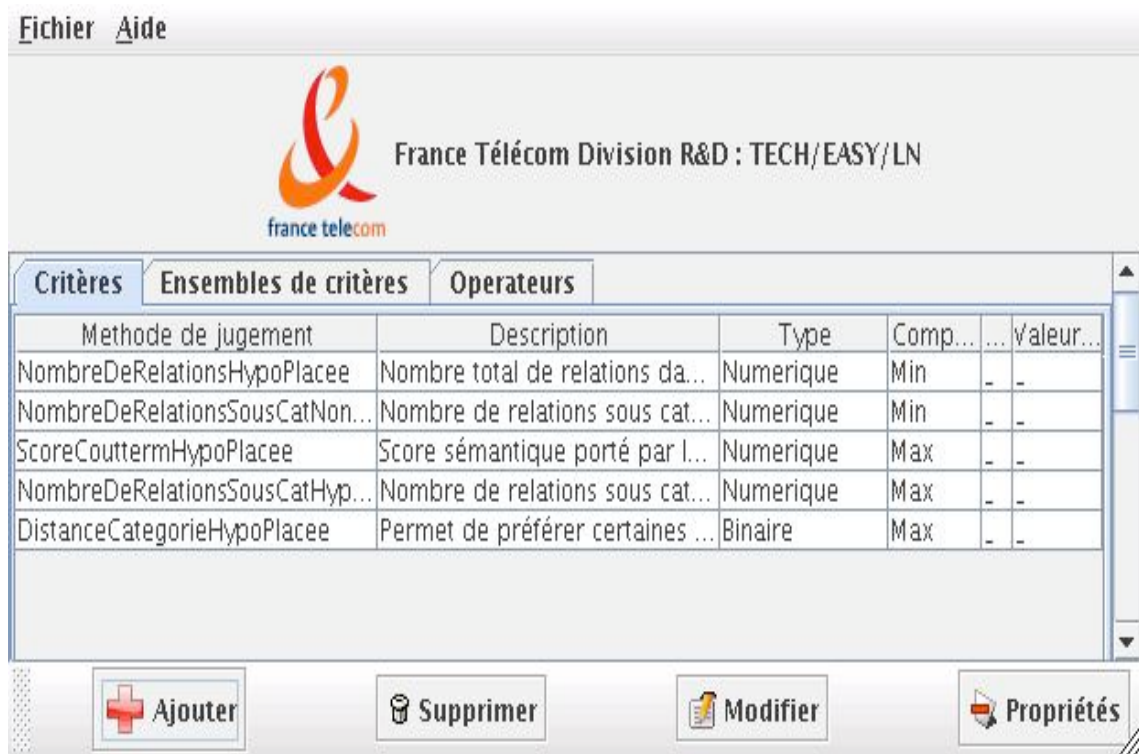 Fichier Aide
France Télécom Division R&D : TECH/EASY/LN
france telecom
Critères Ensembles de critères Operateurs
Methode de jugement Description Type Comp... ... Valeur...
NombreDeRelationsHypoPlacee Nombre total de relations da... Numerique Min _ _
NombreDeRelationsSousCatNon... Nombre de relations sous cat... Numerique Min _ _
ScoreCouttermHypoPlacee Score sémantique porté par l... Numerique Max _ _
NombreDeRelationsSousCatHyp... Nombre de relations sous cat... Numerique Max _ _
DistanceCategorieHypoPlacee Permet de préférer certaines ... Binaire Max _ _
Ajouter Supprimer Modifier Propriétés